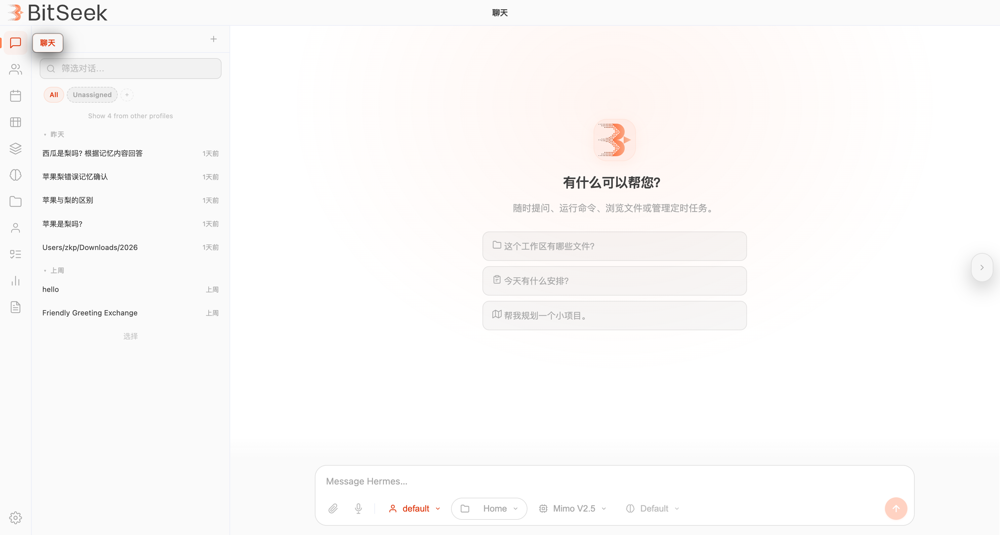 BitSeek
聊天
聊天
筛选对话...
All
Unassigned
+
Show 4 from other profiles
昨天
西瓜是梨吗? 根据记忆内容回答 1天前
苹果梨错误记忆确认 1天前
苹果与梨的区别 1天前
苹果是梨吗? 1天前
Users/zkp/Downloads/2026 1天前
上周
hello 上周
Friendly Greeting Exchange 上周
选择
有什么可以帮您?
随时提问、运行命令、浏览文件或管理定时任务。
这个工作区有哪些文件?
今天有什么安排?
帮我规划一个小项目。
Message Hermes...
default
Home
Mimo V2.5
Default